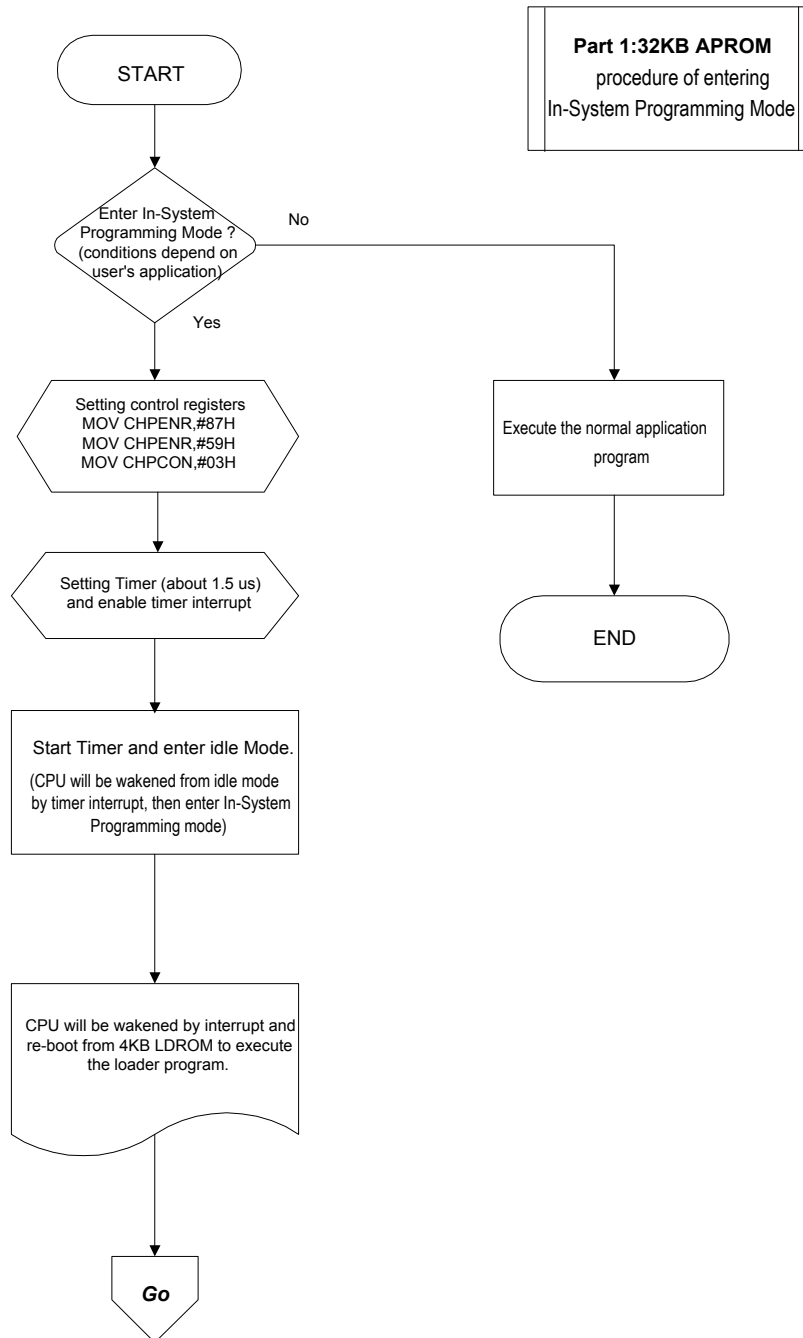 Part 1:32KB APROM
procedure of entering
In-System Programming Mode
START
Enter In-System
Programming Mode ?
(conditions depend on
user's application)
No
Yes
Setting control registers
MOV CHPENR,#87H
MOV CHPENR,#59H
MOV CHPCON,#03H
Execute the normal application
program
Setting Timer (about 1.5 us)
and enable timer interrupt
END
Start Timer and enter idle Mode.
(CPU will be wakened from idle mode
by timer interrupt, then enter In-System
Programming mode)
CPU will be wakened by interrupt and
re-boot from 4KB LDROM to execute
the loader program.
Go